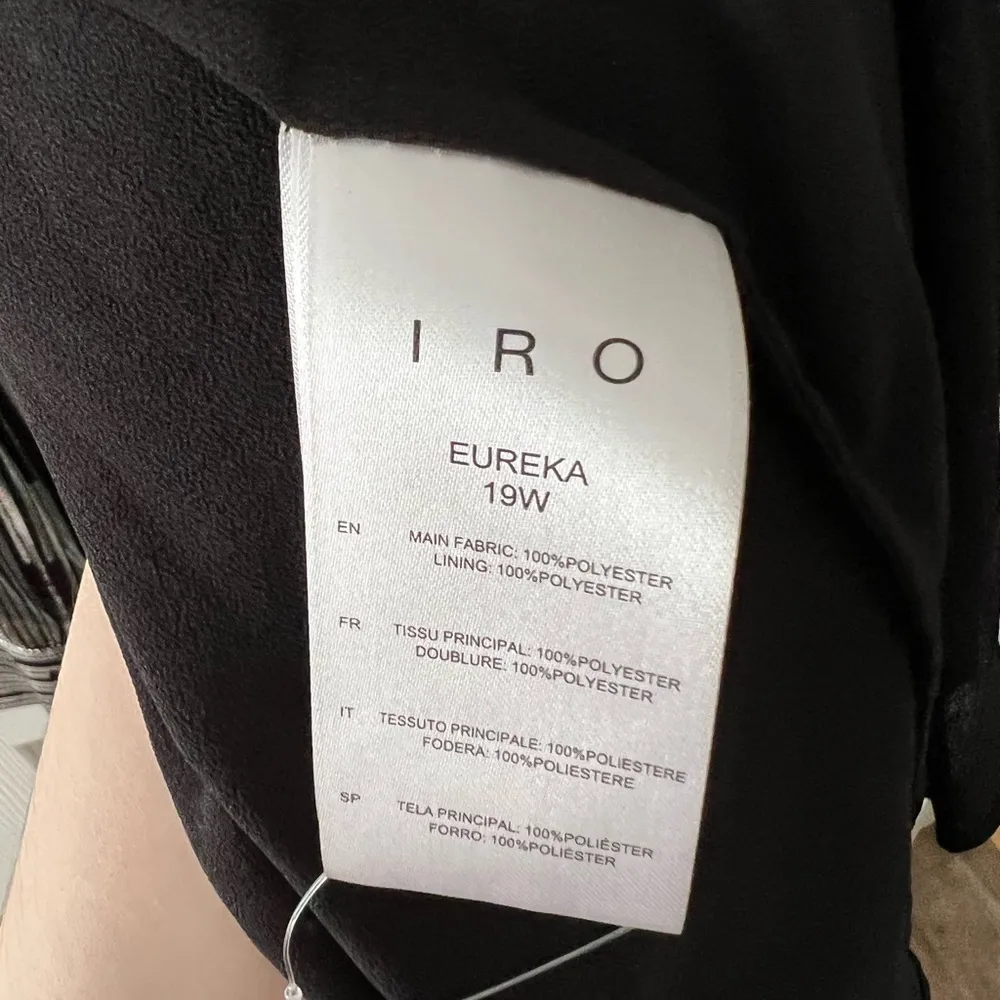 I R O
EUREKA
19W
EN MAIN FABRIC: 100%POLYESTER
LINING: 100%POLYESTER
FR TISSU PRINCIPAL: 100%POLYESTER
DOUBLURE: 100%POLYESTER
IT TESSUTO PRINCIPALE: 100%POLIESTERE
FODERA: 100%POLIESTERE
SP TELA PRINCIPAL: 100%POLIÉSTER
FORRO: 100%POLIÉSTER